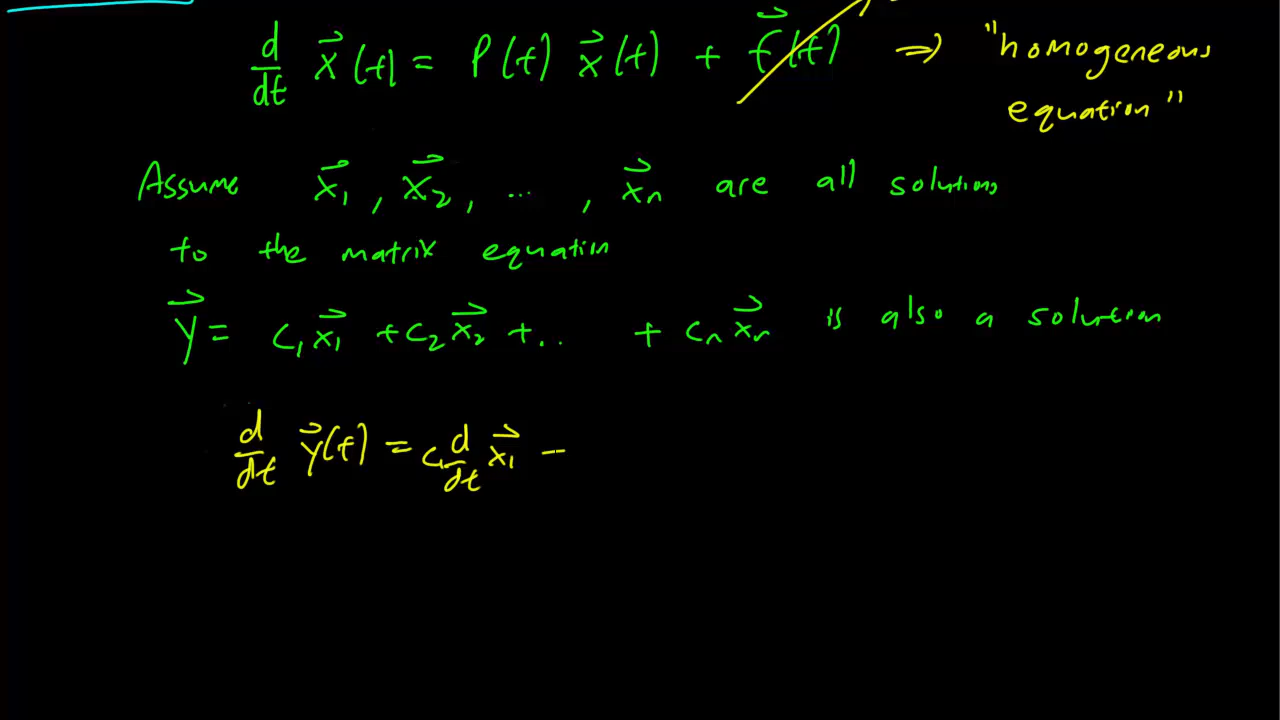 d/dt x⃗(t) = P(t) x⃗(t) + f⃗(t) ⇒ "homogeneous
equation"
Assume x⃗₁, x⃗₂, ... , x⃗ₙ are all solutions
to the matrix equation
y⃗ = c₁x⃗₁ + c₂x⃗₂ + .. + cₙx⃗ₙ is also a solution
d/dt y⃗(t) = c₁ d/dt x⃗₁ –